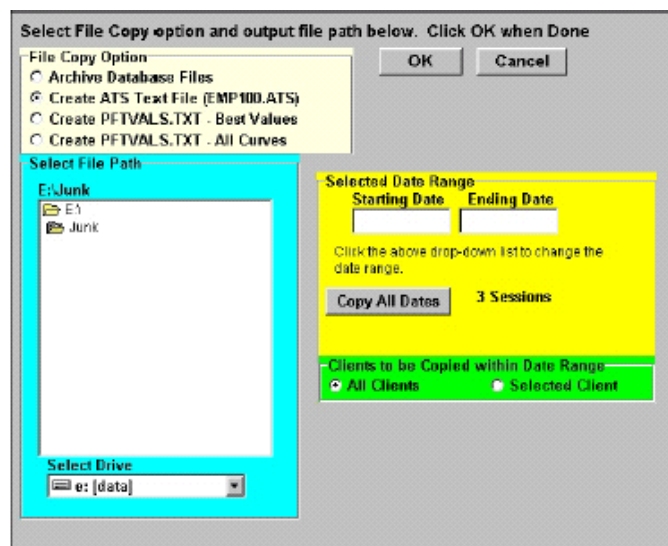 Select File Copy option and output file path below. Click OK when Done
File Copy Option
Archive Database Files
Create ATS Text File (EMP100.ATS)
Create PFTVALS.TXT - Best Values
Create PFTVALS.TXT - All Curves
OK Cancel
Select File Path
E:\Junk
E:\
Junk
Select Drive
e: [data]
Selected Date Range
Starting Date Ending Date
Click the above drop-down list to change the
date range.
Copy All Dates 3 Sessions
Clients to be Copied within Date Range
All Clients Selected Client